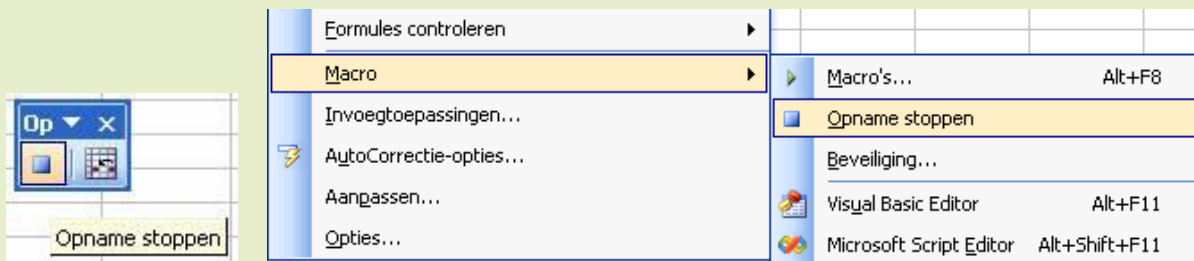 Op
Opname stoppen
Formules controleren
Macro
Invoegtoepassingen...
AutoCorrectie-opties...
Aanpassen...
Opties...
Macro's... Alt+F8
Opname stoppen
Beveiliging...
Visual Basic Editor Alt+F11
Microsoft Script Editor Alt+Shift+F11